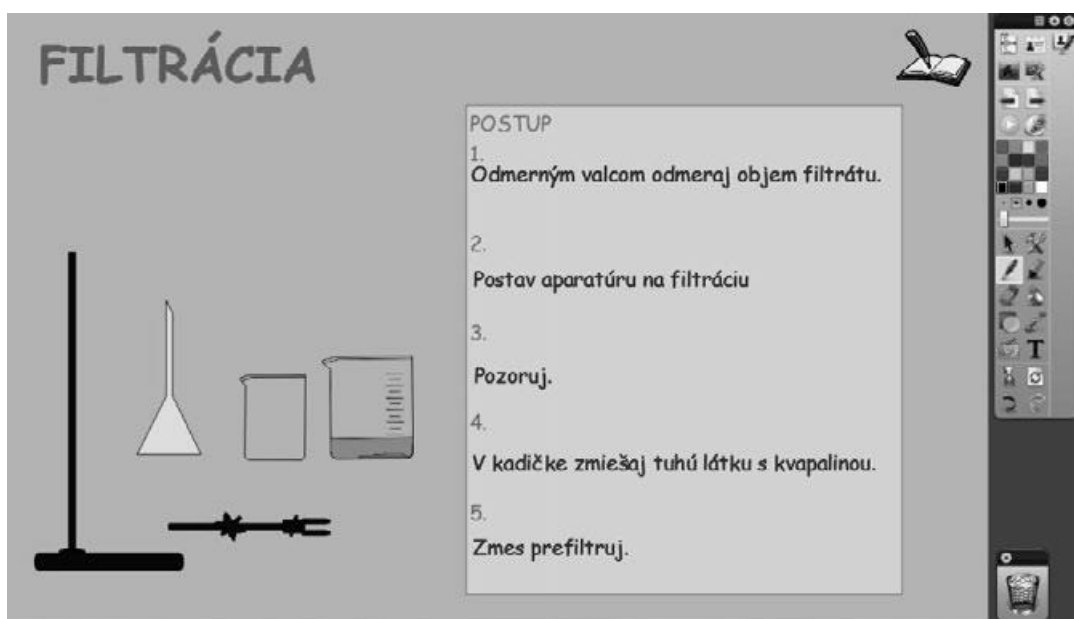 FILTRÁCIA
POSTUP
1.
Odmerným valcom odmeraj objem filtrátu.
2.
Postav aparatúru na filtráciu
3.
Pozoruj.
4.
V kadičke zmiešaj tuhú látku s kvapalinou.
5.
Zmes prefiltruj.
T